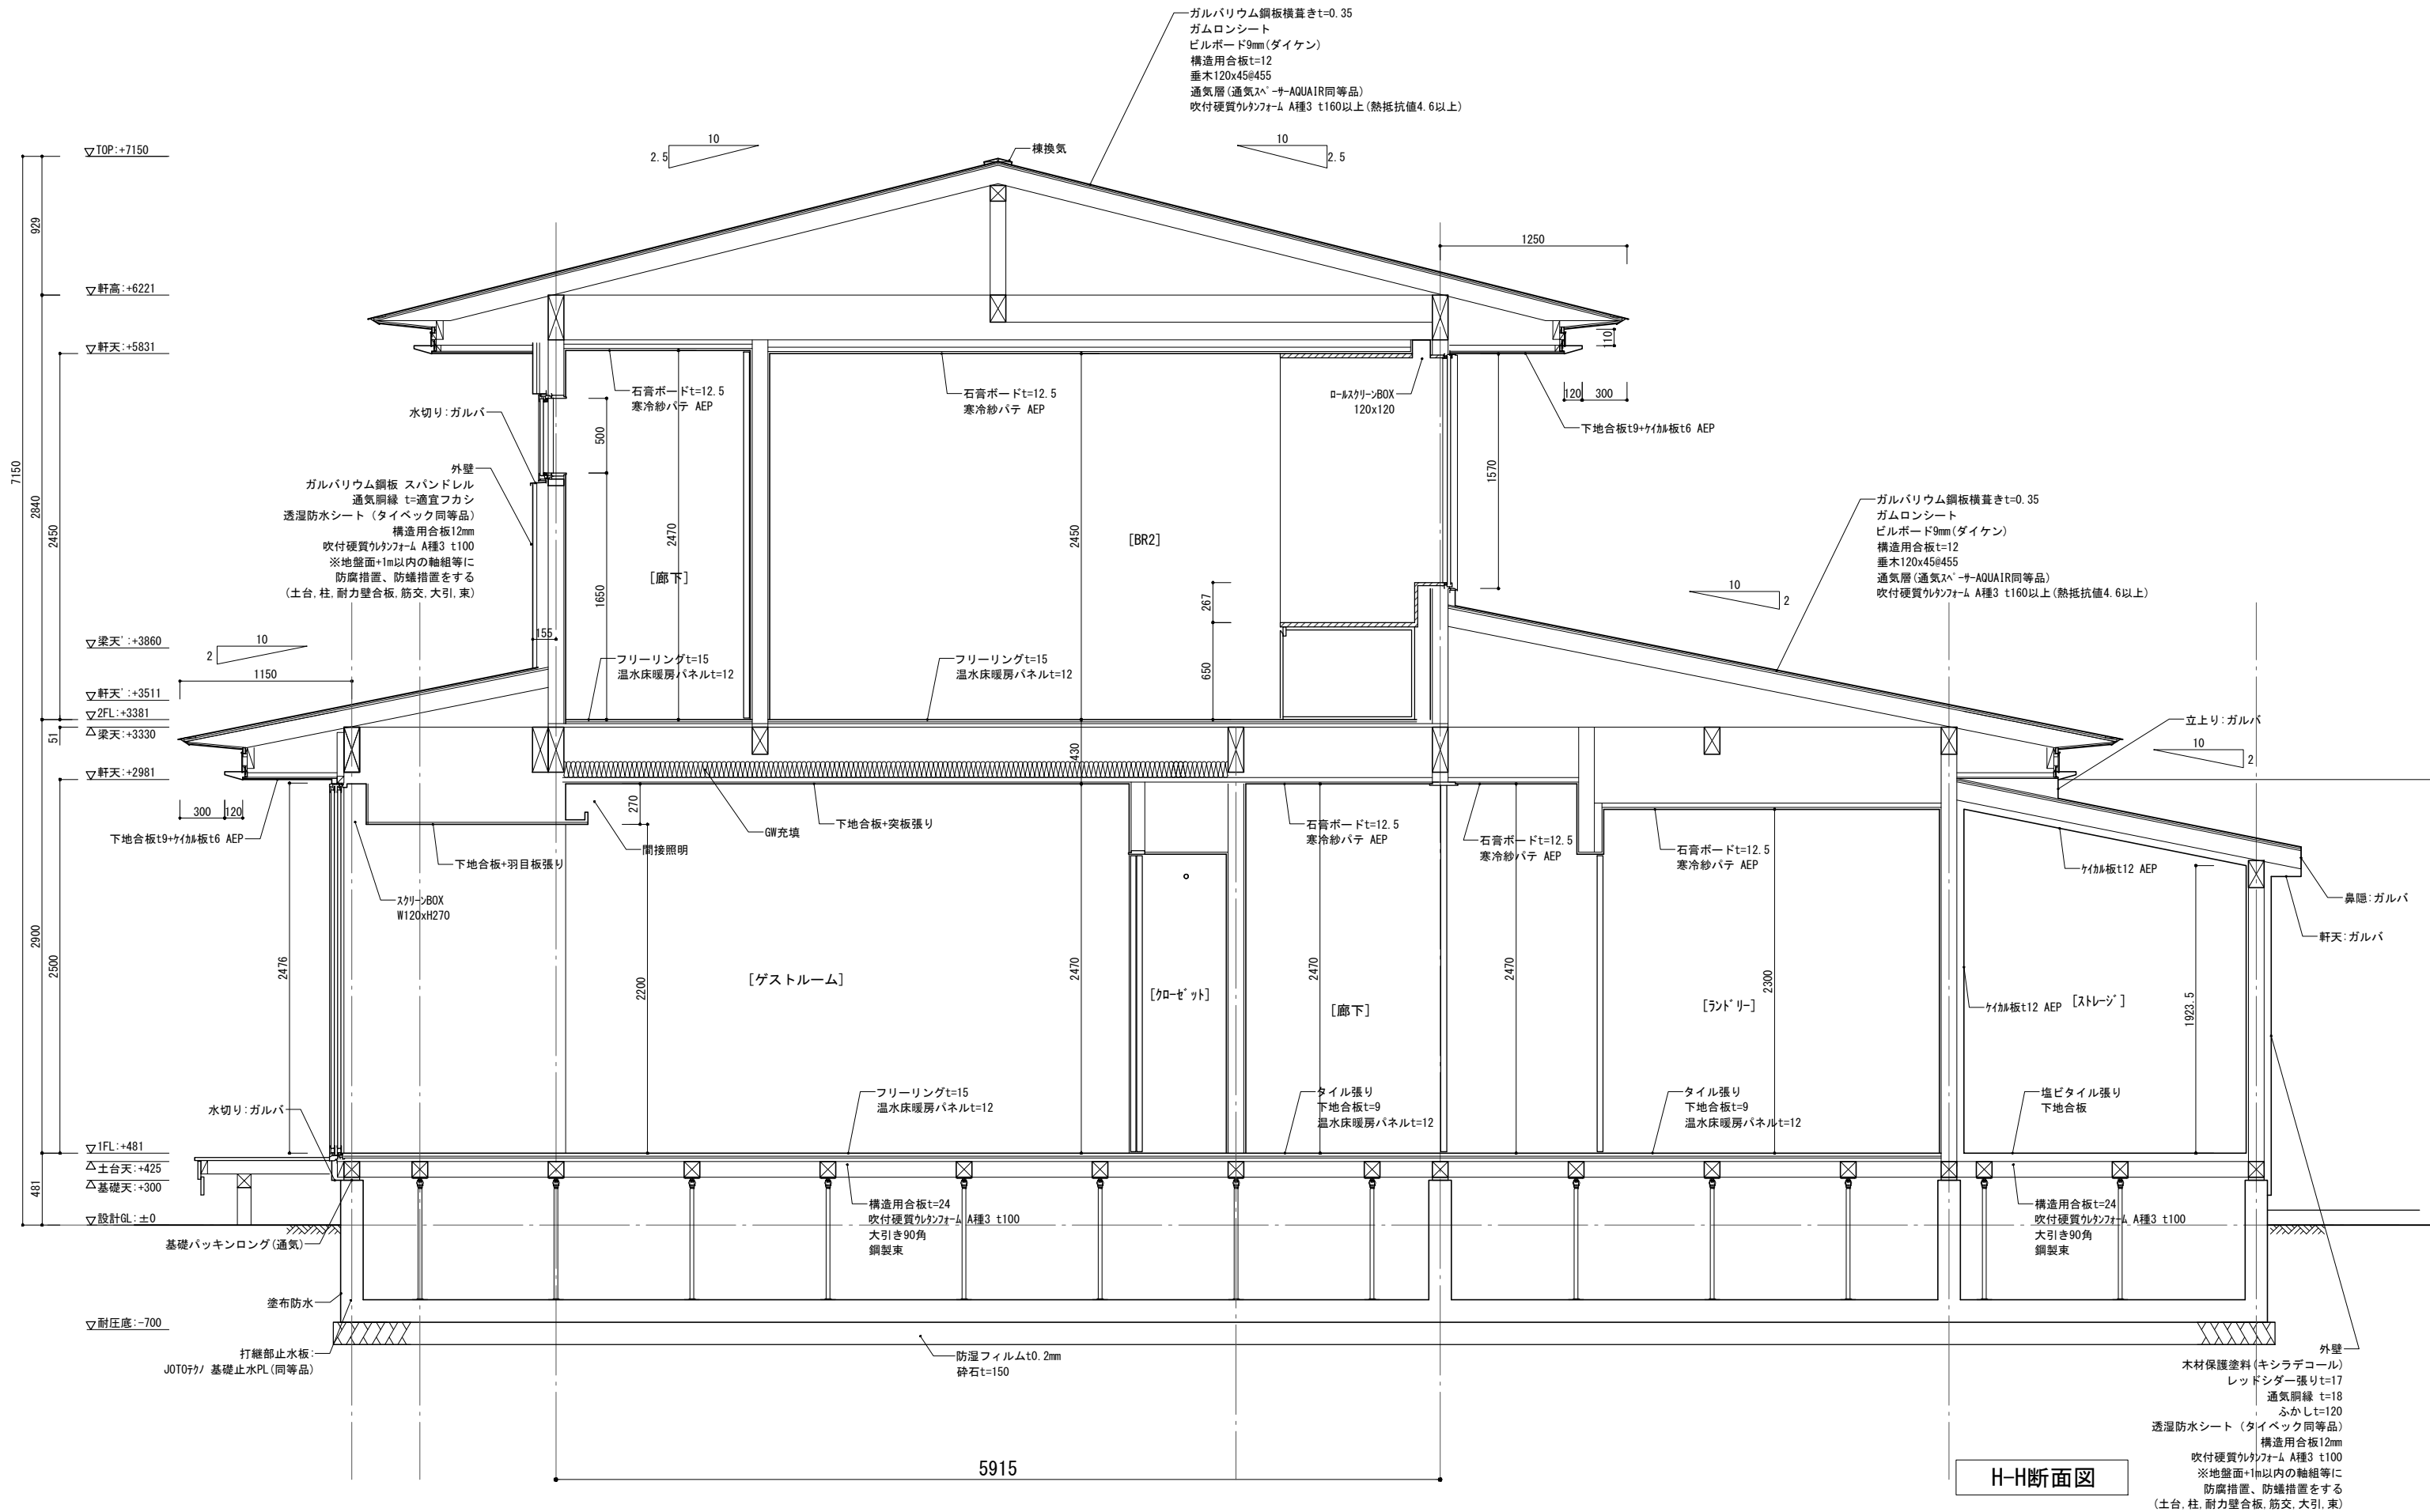 ガルバリウム鋼板横葺きt=0.35
ガムロンシート
ビルボード9mm(ダイケン)
構造用合板t=12
垂木120x45@455
通気層(通気スペーサーAQUAIR同等品)
吹付硬質ウレタンフォーム A種3 t160以上(熱抵抗値4.6以上)
▽TOP:+7150
10
2.5
棟換気
10
2.5
929
1250
▽軒高:+6221
110
▽軒天:+5831
120
300
下地合板t9+ケイカル板t6 AEP
石膏ボードt=12.5
寒冷紗パテ AEP
石膏ボードt=12.5
寒冷紗パテ AEP
ロールスクリーンBOX
120x120
水切り:ガルバ
500
1570
7150
2840
2450
外壁
ガルバリウム鋼板 スパンドレル
通気胴縁 t=適宜フカシ
透湿防水シート (タイベック同等品)
構造用合板12mm
吹付硬質ウレタンフォーム A種3 t100
※地盤面+1m以内の軸組等に
防腐措置、防蟻措置をする
(土台,柱,耐力壁合板,筋交,大引,束)
2470
2450
[BR2]
[廊下]
1650
267
650
155
ガルバリウム鋼板横葺きt=0.35
ガムロンシート
ビルボード9mm(ダイケン)
構造用合板t=12
垂木120x45@455
通気層(通気スペーサーAQUAIR同等品)
吹付硬質ウレタンフォーム A種3 t160以上(熱抵抗値4.6以上)
10
2
▽梁天':+3860
10
2
1150
フリーリングt=15
温水床暖房パネルt=12
フリーリングt=15
温水床暖房パネルt=12
▽軒天':+3511
▽2FL:+3381
△梁天:+3330
51
430
立上り:ガルバ
10
2
▽軒天:+2981
300
120
下地合板t9+ケイカル板t6 AEP
270
GW充填
下地合板+突板張り
間接照明
下地合板+羽目板張り
スクリーンBOX
W120xH270
石膏ボードt=12.5
寒冷紗パテ AEP
石膏ボードt=12.5
寒冷紗パテ AEP
石膏ボードt=12.5
寒冷紗パテ AEP
ケイカル板t12 AEP
鼻隠:ガルバ
軒天:ガルバ
2900
2500
2476
2200
[ゲストルーム]
2470
[クローゼット]
2470
[廊下]
2470
[ランドリー]
2300
ケイカル板t12 AEP
[ストレージ]
1923.5
フリーリングt=15
温水床暖房パネルt=12
タイル張り
下地合板t=9
温水床暖房パネルt=12
タイル張り
下地合板t=9
温水床暖房パネルt=12
塩ビタイル張り
下地合板
水切り:ガルバ
▽1FL:+481
△土台天:+425
△基礎天:+300
481
▽設計GL:±0
構造用合板t=24
吹付硬質ウレタンフォーム A種3 t100
大引き90角
鋼製束
構造用合板t=24
吹付硬質ウレタンフォーム A種3 t100
大引き90角
鋼製束
基礎パッキンロング(通気)
塗布防水
▽耐圧底:-700
打継部止水板:
JOTOテクノ 基礎止水PL(同等品)
防湿フィルムt0.2mm
砕石t=150
外壁
木材保護塗料(キシラデコール)
レッドシダー張りt=17
通気胴縁 t=18
ふかしt=120
透湿防水シート (タイベック同等品)
構造用合板12mm
吹付硬質ウレタンフォーム A種3 t100
※地盤面+1m以内の軸組等に
防腐措置、防蟻措置をする
(土台,柱,耐力壁合板,筋交,大引,束)
5915
H-H断面図